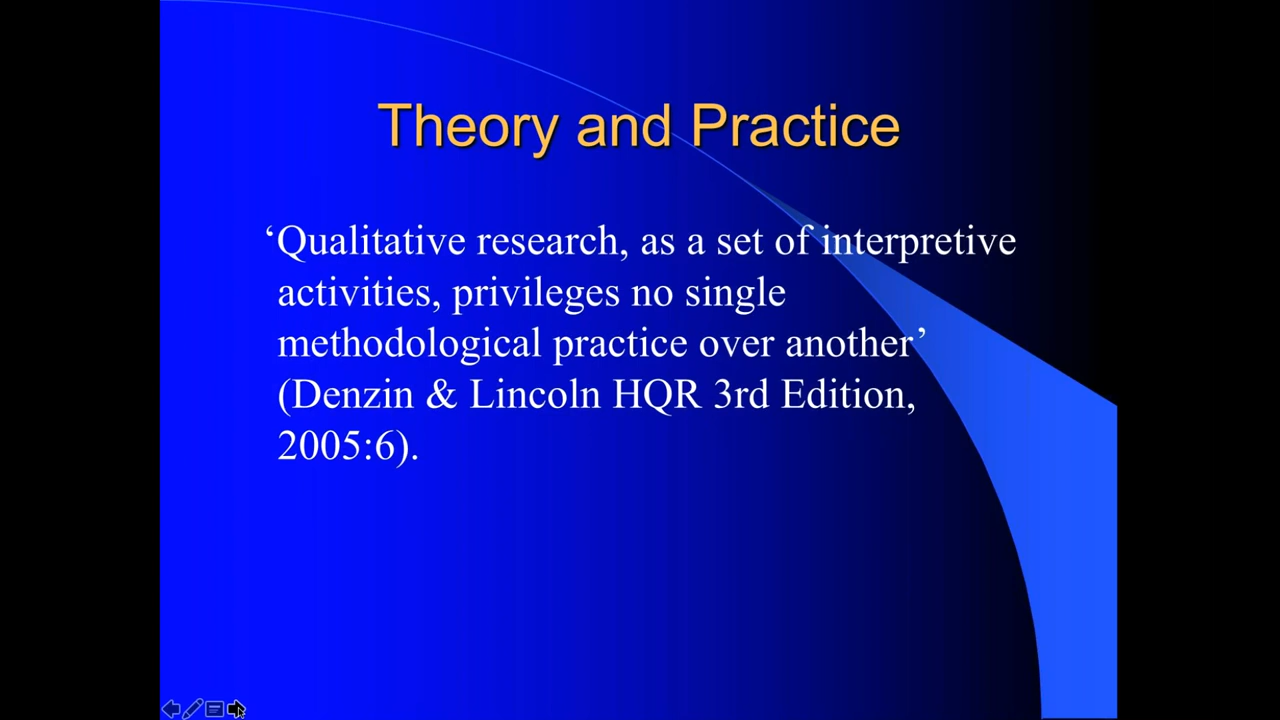 Theory and Practice
‘Qualitative research, as a set of interpretive
activities, privileges no single
methodological practice over another’
(Denzin & Lincoln HQR 3rd Edition,
2005:6).